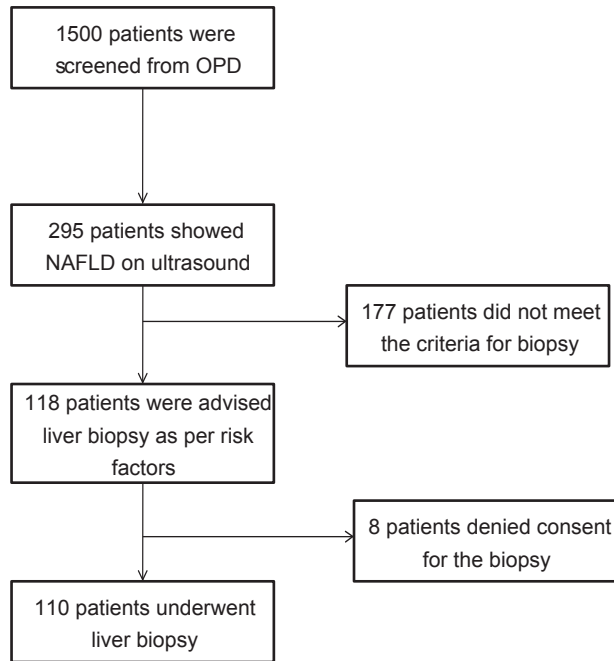 1500 patients were
screened from OPD
295 patients showed
NAFLD on ultrasound
177 patients did not meet
the criteria for biopsy
118 patients were advised
liver biopsy as per risk
factors
8 patients denied consent
for the biopsy
110 patients underwent
liver biopsy